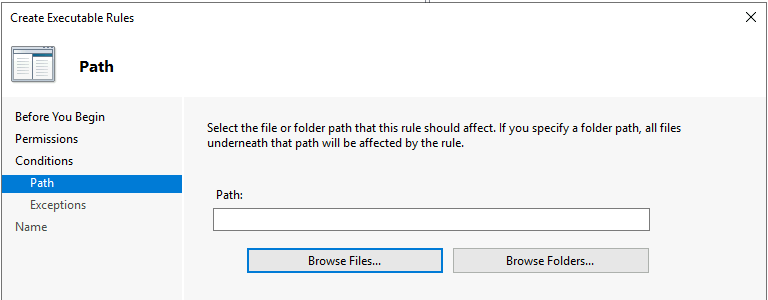 Create Executable Rules
Path
Before You Begin
Permissions
Conditions
Path
Exceptions
Name
Select the file or folder path that this rule should affect. If you specify a folder path, all files
underneath that path will be affected by the rule.
Path:
Browse Files...
Browse Folders...